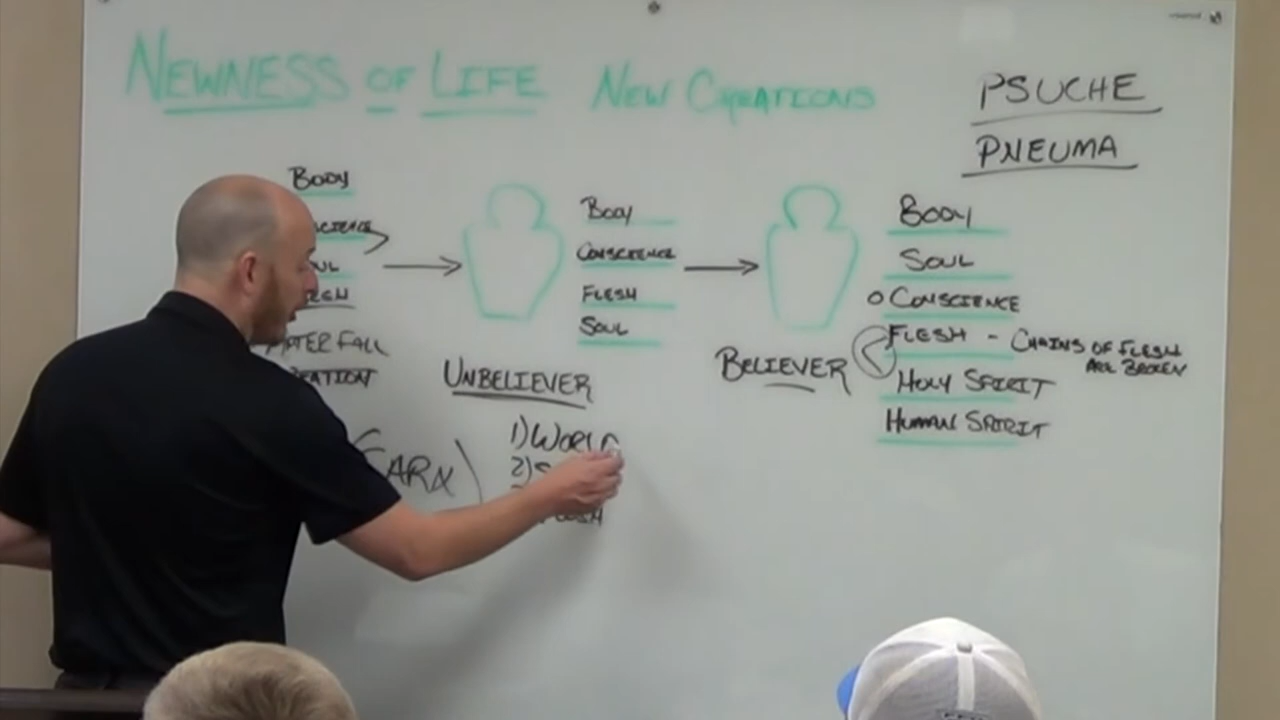 NEWNESS OF LIFE NEW CREATIONS
PSUCHE
PNEUMA
BODY
BODY
CONSCIENCE
FLESH
SOUL
BODY
SOUL
O CONSCIENCE
FLESH - CHAINS OF FLESH
ARE BROKEN
HOLY SPIRIT
HUMAN SPIRIT
UNBELIEVER
BELIEVER
1) WORLD
2)